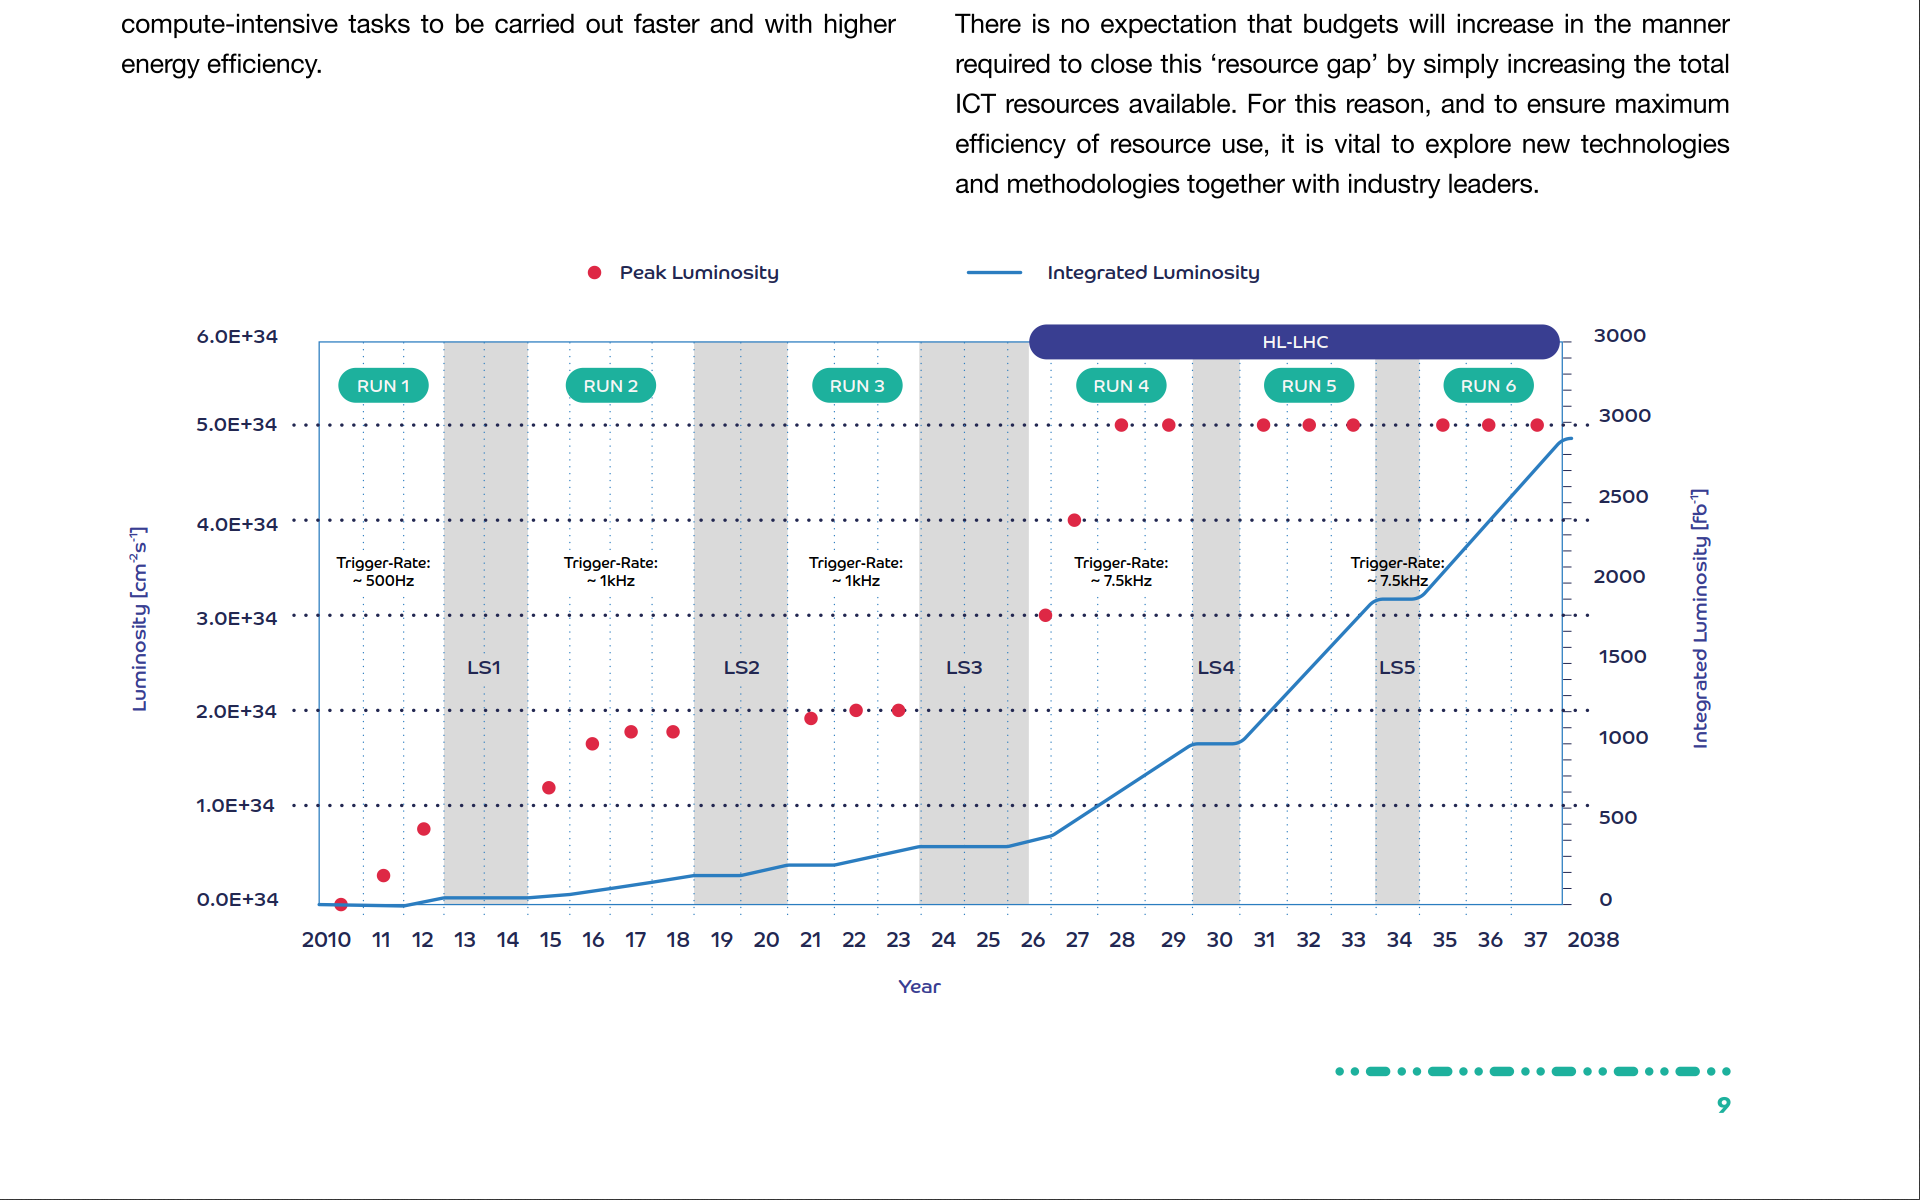 compute-intensive tasks to be carried out faster and with higher
energy efficiency.
There is no expectation that budgets will increase in the manner
required to close this ‘resource gap’ by simply increasing the total
ICT resources available. For this reason, and to ensure maximum
efficiency of resource use, it is vital to explore new technologies
and methodologies together with industry leaders.
Peak Luminosity
Integrated Luminosity
6.0E+34
5.0E+34
4.0E+34
3.0E+34
2.0E+34
1.0E+34
0.0E+34
Luminosity [cm⁻²s⁻¹]
HL-LHC
RUN 1
RUN 2
RUN 3
RUN 4
RUN 5
RUN 6
Trigger-Rate:
~ 500Hz
Trigger-Rate:
~ 1kHz
Trigger-Rate:
~ 1kHz
Trigger-Rate:
~ 7.5kHz
Trigger-Rate:
~ 7.5kHz
LS1
LS2
LS3
LS4
LS5
3000
3000
2500
2000
1500
1000
500
0
Integrated Luminosity [fb⁻¹]
2010 11 12 13 14 15 16 17 18 19 20 21 22 23 24 25 26 27 28 29 30 31 32 33 34 35 36 37 2038
Year
9